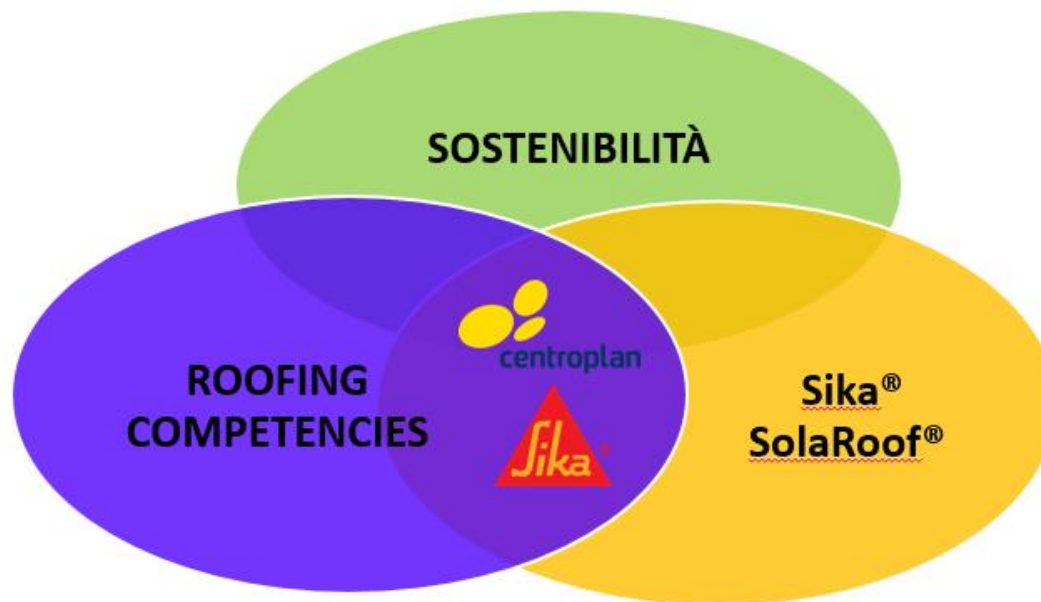 SOSTENIBILITÀ
centroplan
Sika®
ROOFING
COMPETENCIES
Sika®
SolaRoof®